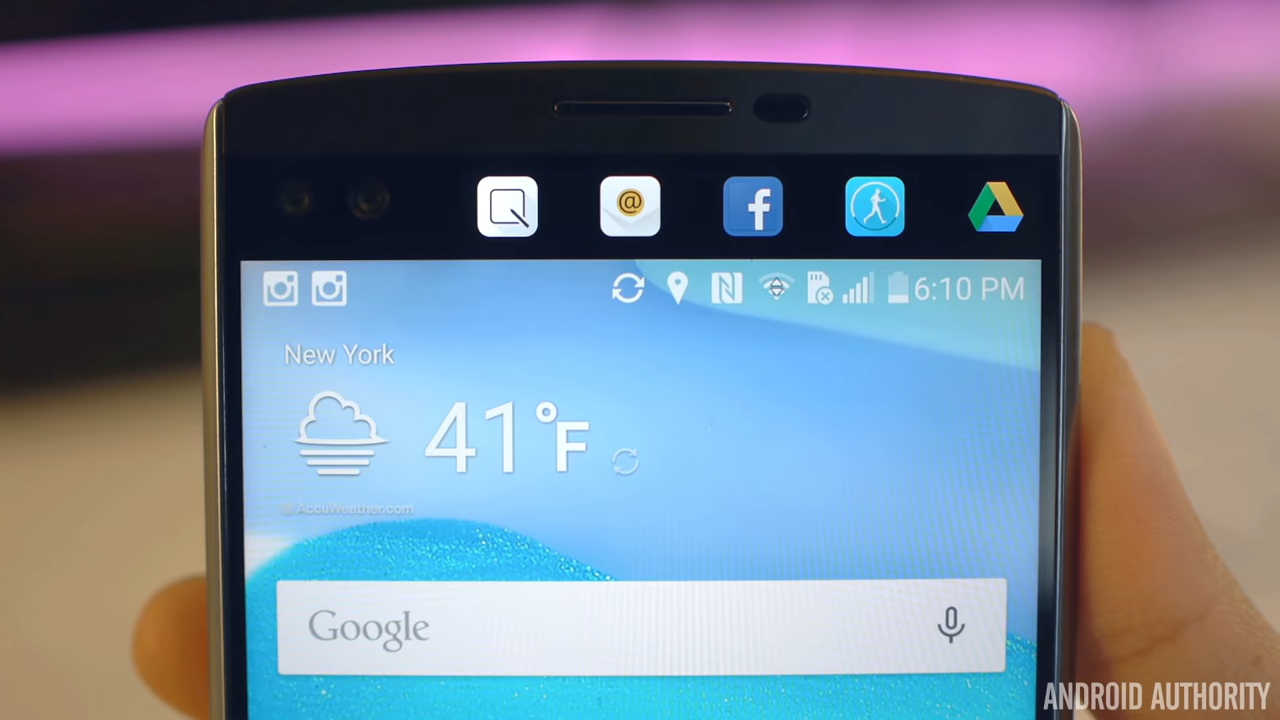 @
f
6:10 PM
New York
41°F
AccuWeather.com
Google
ANDROID AUTHORITY